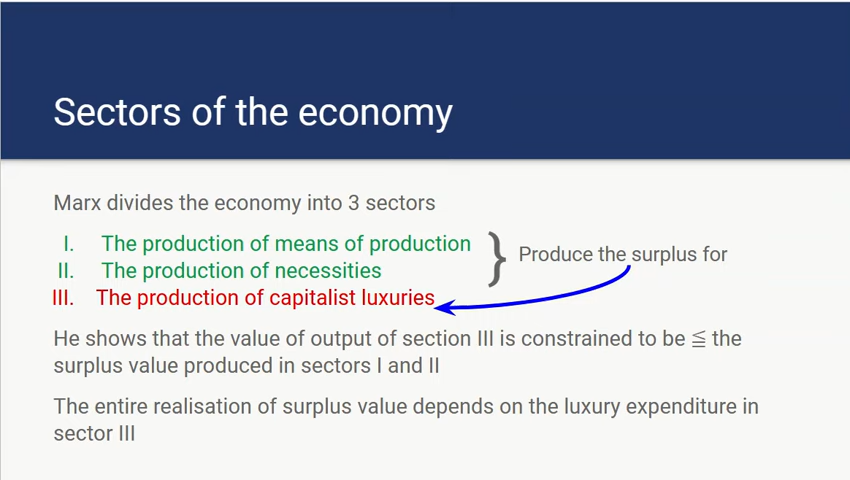 Sectors of the economy
Marx divides the economy into 3 sectors
I. The production of means of production
II. The production of necessities
} Produce the surplus for
III. The production of capitalist luxuries
He shows that the value of output of section III is constrained to be ≦ the
surplus value produced in sectors I and II
The entire realisation of surplus value depends on the luxury expenditure in
sector III